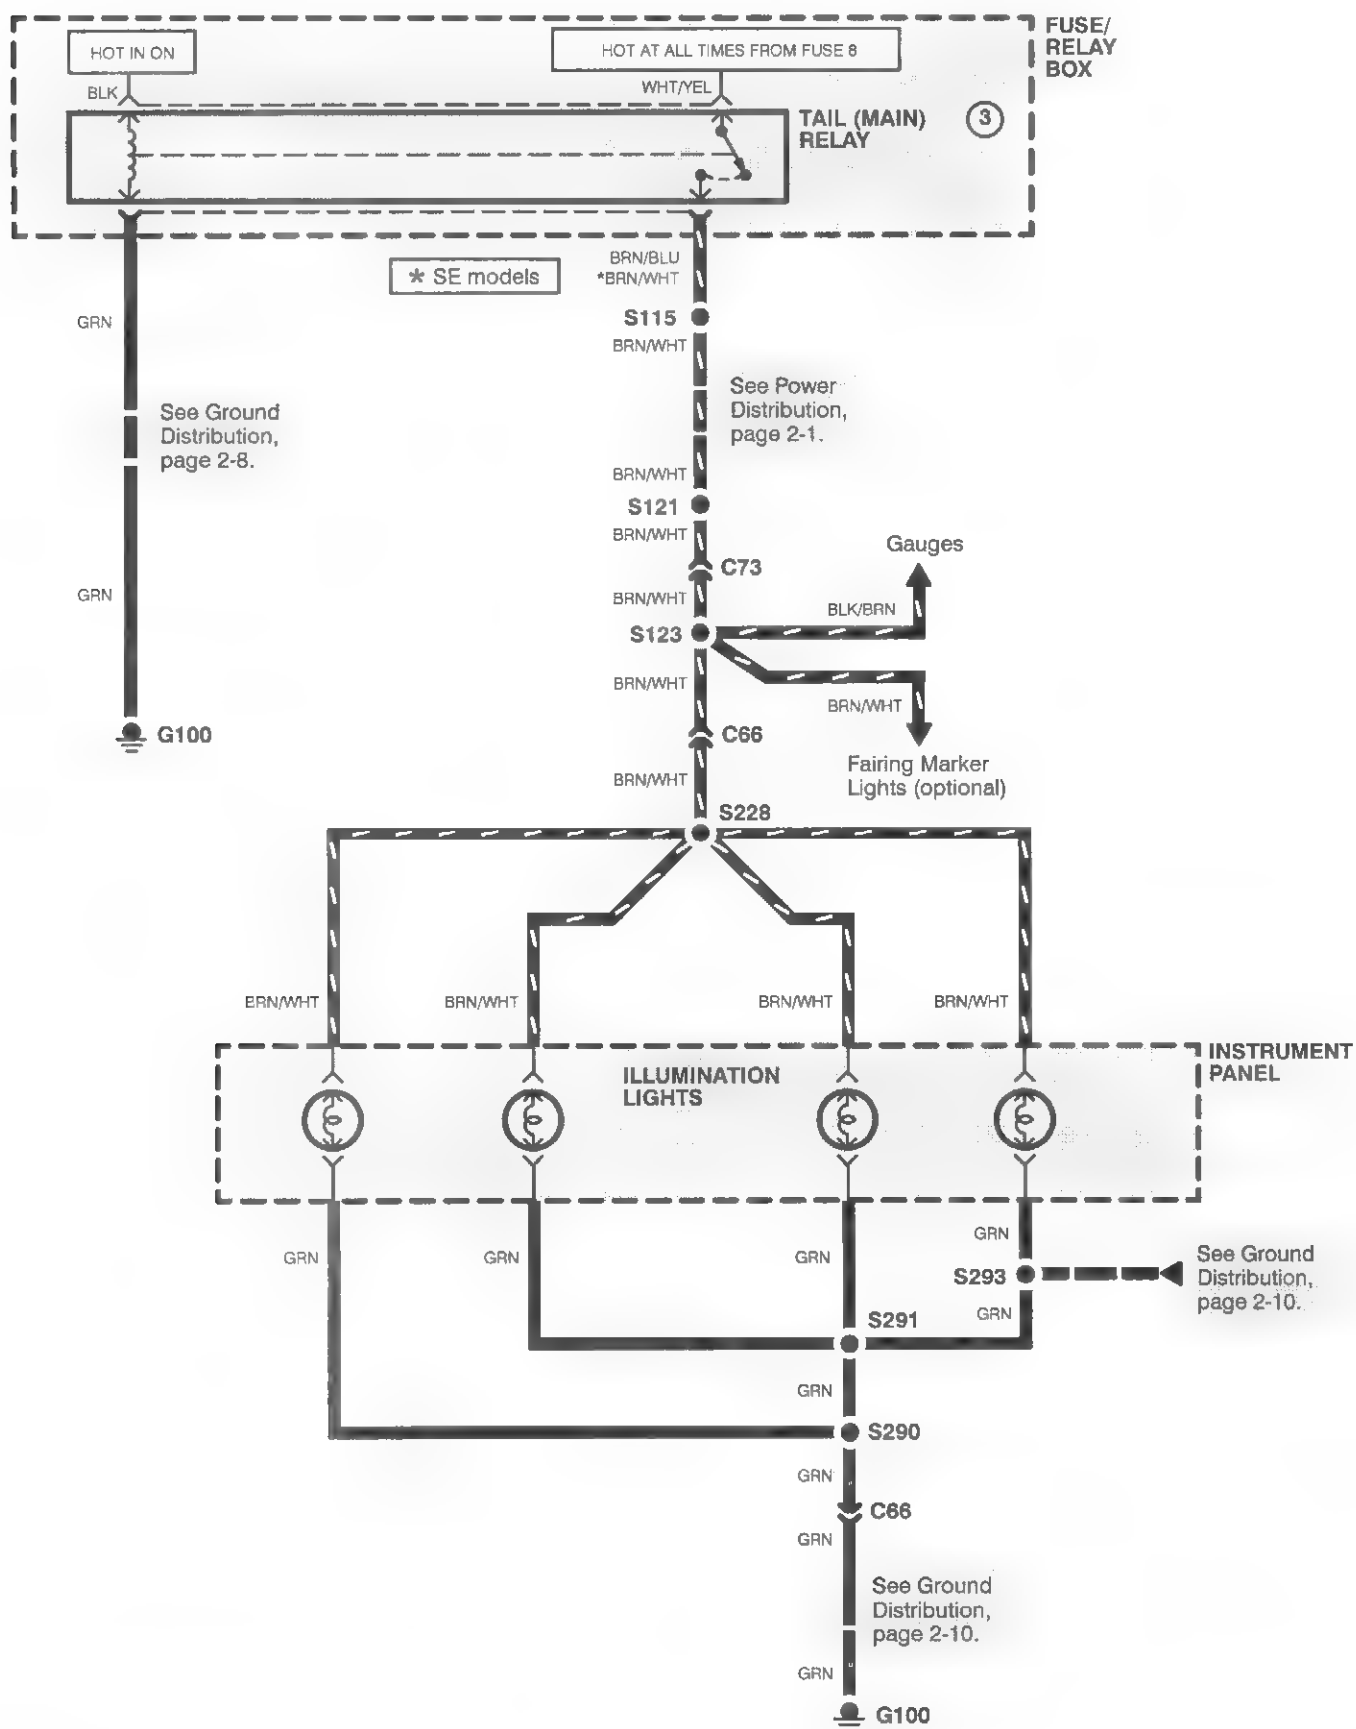 FUSE/
RELAY
BOX
HOT IN ON
HOT AT ALL TIMES FROM FUSE 8
BLK
WHT/YEL
TAIL (MAIN)
RELAY
3
BRN/BLU
*BRN/WHT
* SE models
S115
GRN
BRN/WHT
See Power
Distribution,
page 2-1.
See Ground
Distribution,
page 2-8.
BRN/WHT
S121
BRN/WHT
Gauges
C73
GRN
BRN/WHT
BLK/BRN
S123
BRN/WHT
BRN/WHT
G100
C66
Fairing Marker
Lights (optional)
BRN/WHT
S228
BRN/WHT
BRN/WHT
BRN/WHT
BRN/WHT
INSTRUMENT
PANEL
ILLUMINATION
LIGHTS
GRN
GRN
GRN
GRN
See Ground
Distribution,
page 2-10.
S293
GRN
S291
GRN
S290
GRN
C66
GRN
See Ground
Distribution,
page 2-10.
GRN
G100